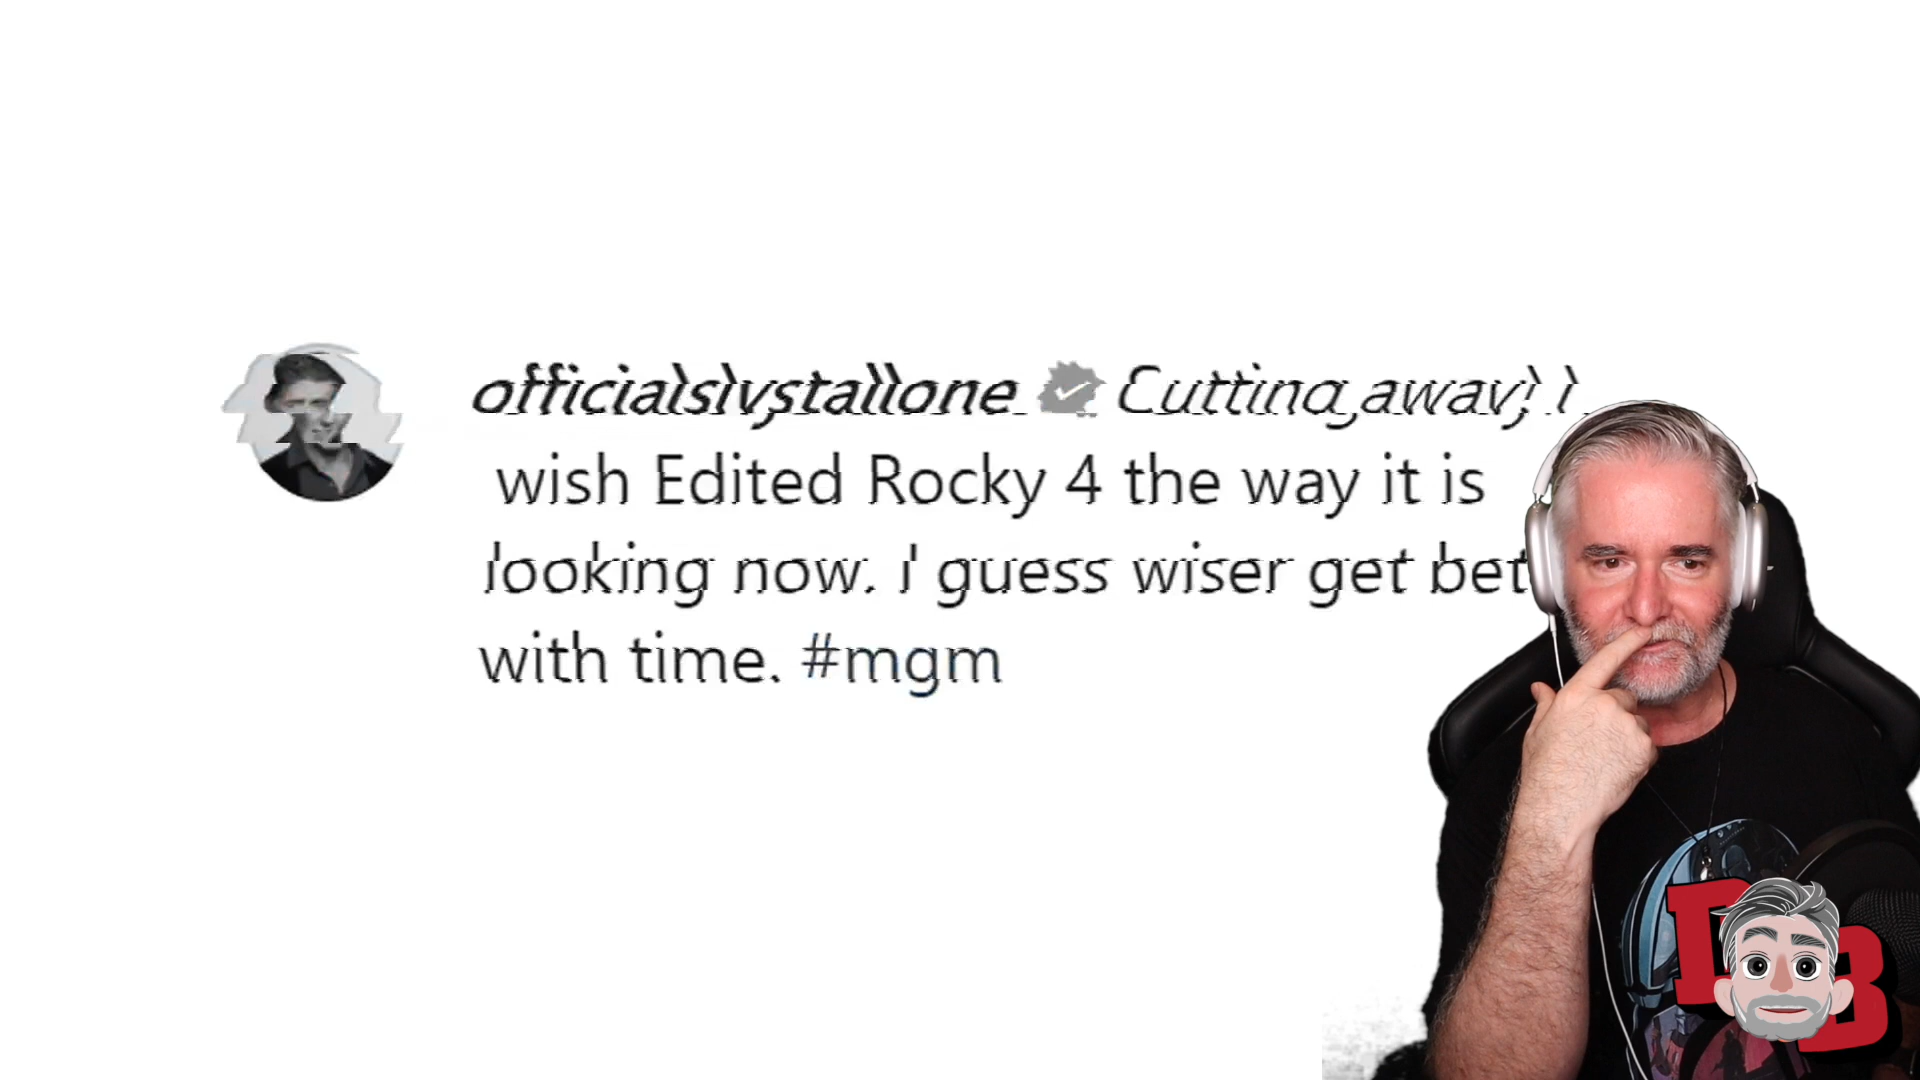 officialslystallone Cutting away! I
wish Edited Rocky 4 the way it is
looking now. I guess wiser get bet
with time. #mgm
D B